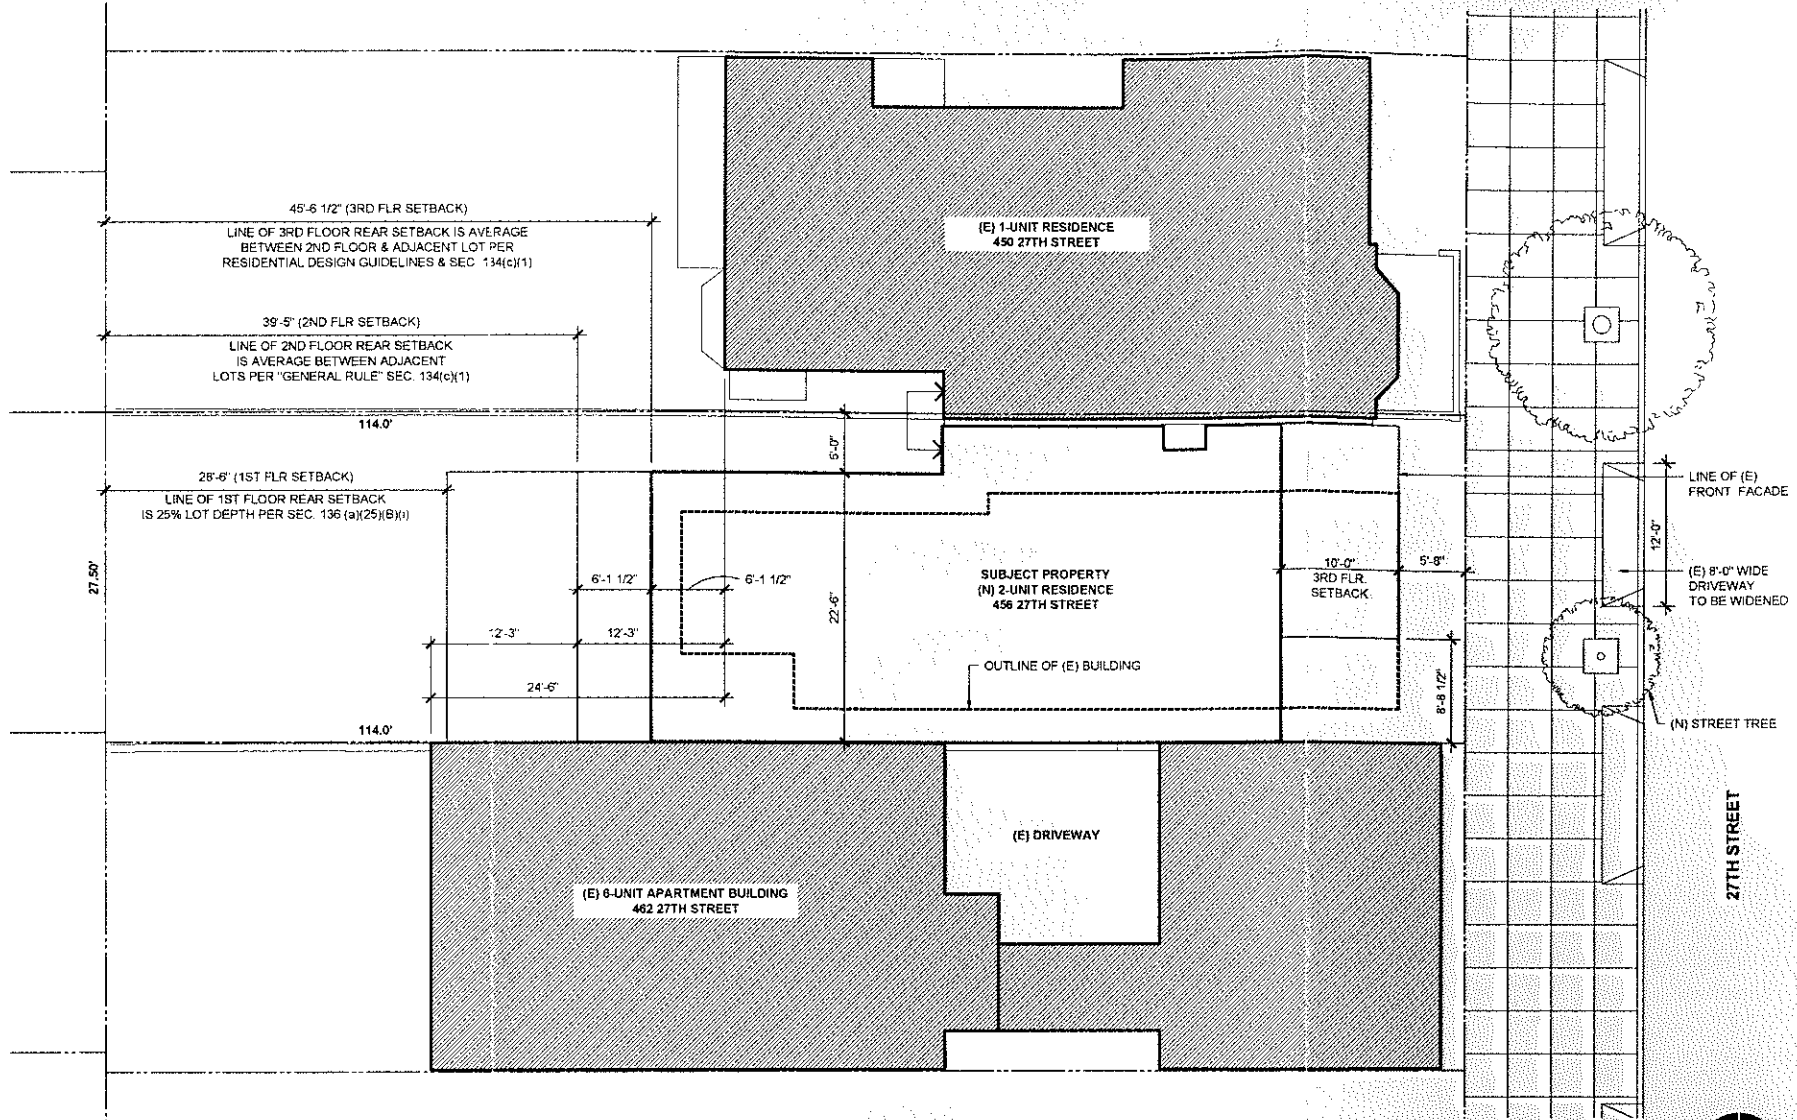 45'-6 1/2" (3RD FLR SETBACK)
LINE OF 3RD FLOOR REAR SETBACK IS AVERAGE
BETWEEN 2ND FLOOR & ADJACENT LOT PER
RESIDENTIAL DESIGN GUIDELINES & SEC. 134(c)(1)
39'-5" (2ND FLR SETBACK)
LINE OF 2ND FLOOR REAR SETBACK
IS AVERAGE BETWEEN ADJACENT
LOTS PER "GENERAL RULE" SEC. 134(c)(1)
114.0'
28'-6" (1ST FLR SETBACK)
LINE OF 1ST FLOOR REAR SETBACK
IS 25% LOT DEPTH PER SEC. 136 (a)(25)(B)(i)
27.50'
(E) 1-UNIT RESIDENCE
450 27TH STREET
5'-0"
6'-1 1/2"
6'-1 1/2"
12'-3"
12'-3"
24'-6"
22'-6"
114.0'
SUBJECT PROPERTY
(N) 2-UNIT RESIDENCE
456 27TH STREET
OUTLINE OF (E) BUILDING
10'-0"
3RD FLR.
SETBACK
5'-8"
8-8 1/2"
LINE OF (E)
FRONT FACADE
12'-0"
(E) 8'-0" WIDE
DRIVEWAY
TO BE WIDENED
(N) STREET TREE
(E) DRIVEWAY
(E) 6-UNIT APARTMENT BUILDING
462 27TH STREET
27TH STREET